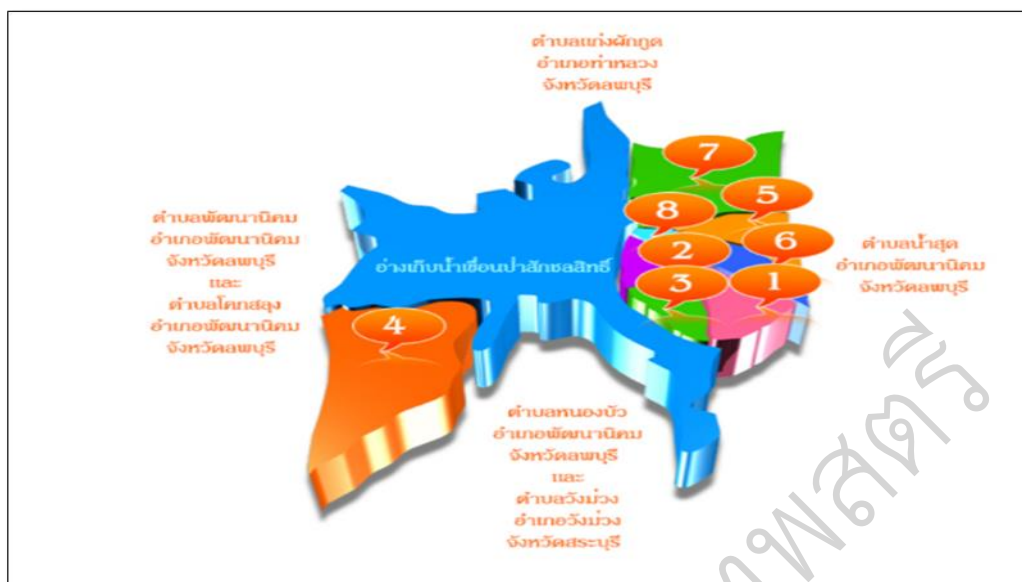 ตำบลแก่งผักกูด
อำเภอท่าหลวง
จังหวัดลพบุรี
7
5
8
6
2
3
1
4
ตำบลพัฒนานิคม
อำเภอพัฒนานิคม
จังหวัดลพบุรี
และ
ตำบลโคกสลุง
อำเภอพัฒนานิคม
จังหวัดลพบุรี
อ่างเก็บน้ำเขื่อนป่าสักชลสิทธิ์
ตำบลน้ำสุด
อำเภอพัฒนานิคม
จังหวัดลพบุรี
ตำบลหนองบัว
อำเภอพัฒนานิคม
จังหวัดลพบุรี
และ
ตำบลวังม่วง
อำเภอวังม่วง
จังหวัดสระบุรี